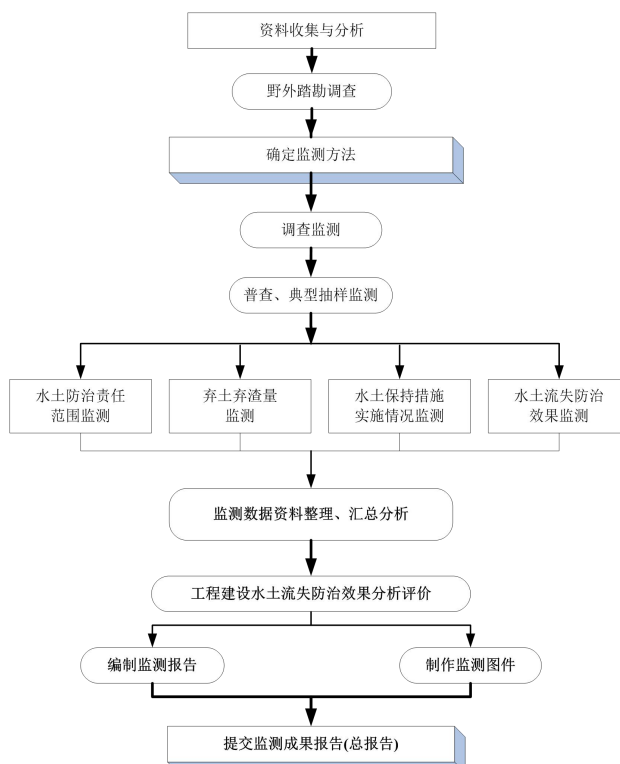 资料收集与分析
野外踏勘调查
确定监测方法
调查监测
普查、典型抽样监测
水土防治责任
范围监测
弃土弃渣量
监测
水土保持措施
实施情况监测
水土流失防治
效果监测
监测数据资料整理、汇总分析
工程建设水土流失防治效果分析评价
编制监测报告
制作监测图件
提交监测成果报告(总报告)